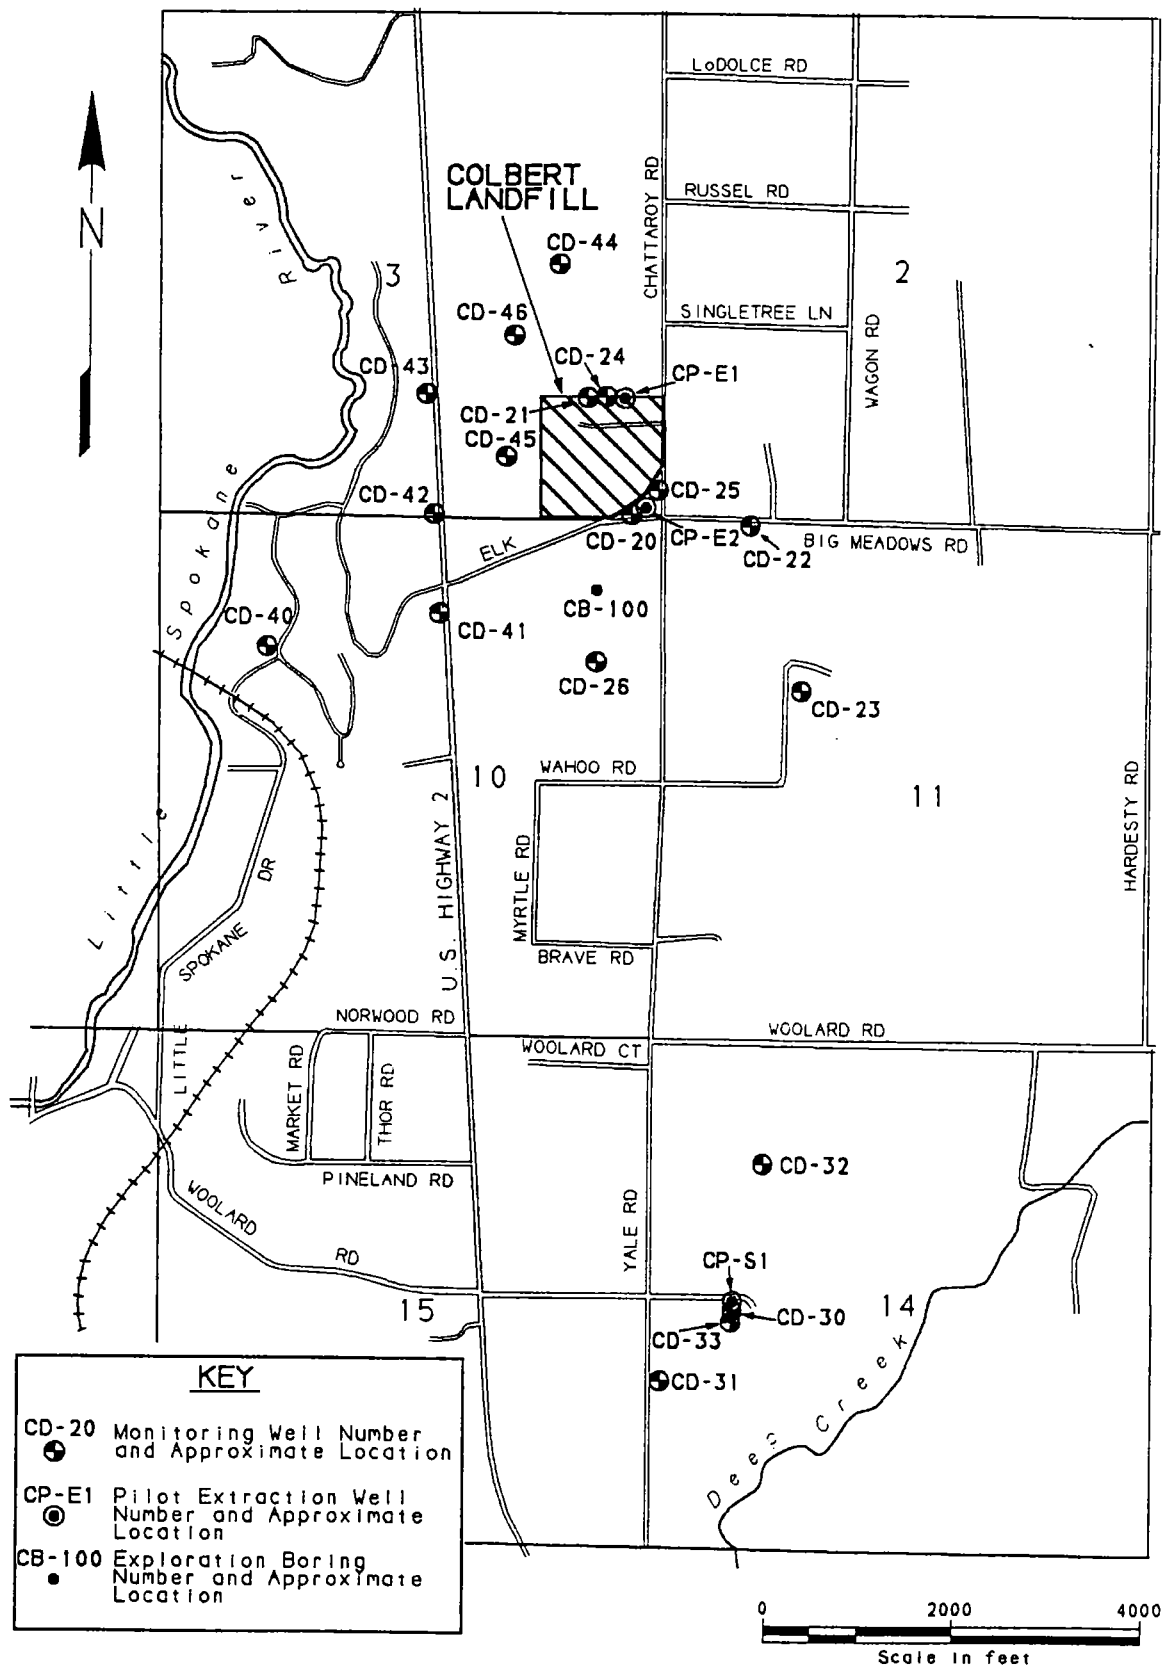 LoDOLCE RD
COLBERT
LANDFILL
CHATTAROY RD
RUSSEL RD
River
N
CD-44
3
2
CD-46
SINGLETREE LN
WAGON RD
CD-24
CD-43
CP-E1
CD-21
CD-45
CD-42
CD-25
ELK
CD-20
CP-E2
CD-22
BIG MEADOWS RD
Spokane
CD-40
CB-100
CD-41
CD-26
CD-23
WAHOO RD
10
11
U.S. HIGHWAY 2
HARDESTY RD
Little
MYRTLE RD
DR
SPOKANE
LITTLE
BRAVE RD
NORWOOD RD
WOOLARD RD
WOOLARD CT
MARKET RD
THOR RD
PINELAND RD
CD-32
WOOLARD
RD
YALE RD
CP-S1
15
14
CD-30
CD-33
CD-31
Deep Creek
KEY
CD-20 Monitoring Well Number
and Approximate Location
CP-E1 Pilot Extraction Well
Number and Approximate
Location
CB-100 Exploration Boring
Number and Approximate
Location
0 2000 4000
Scale in feet